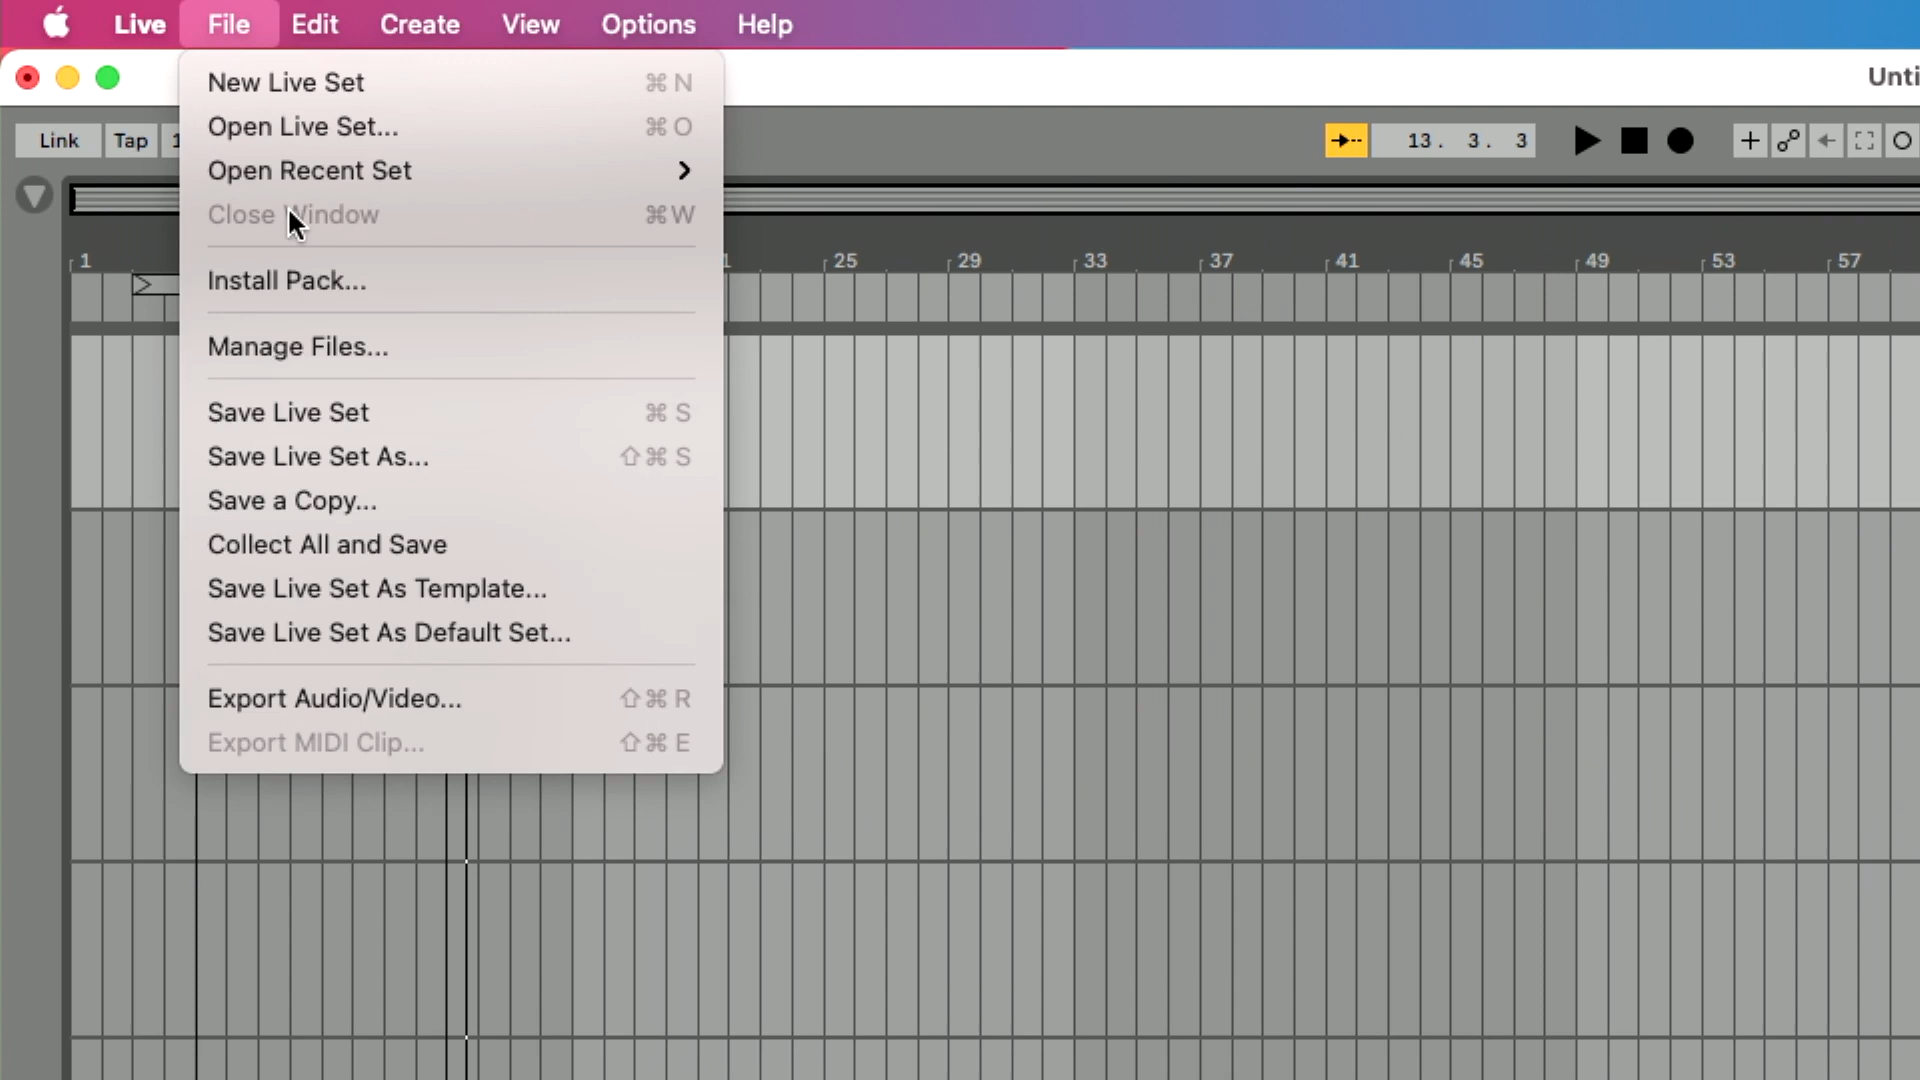 Live File Edit Create View Options Help
Unti
New Live Set ⌘ N
Open Live Set... ⌘ O
Open Recent Set
Close Window ⌘ W
Install Pack...
Manage Files...
Save Live Set ⌘ S
Save Live Set As... ⇧ ⌘ S
Save a Copy...
Collect All and Save
Save Live Set As Template...
Save Live Set As Default Set...
Export Audio/Video... ⇧ ⌘ R
Export MIDI Clip... ⇧ ⌘ E
Link Tap 1 13. 3. 3
1 25 29 33 37 41 45 49 53 57